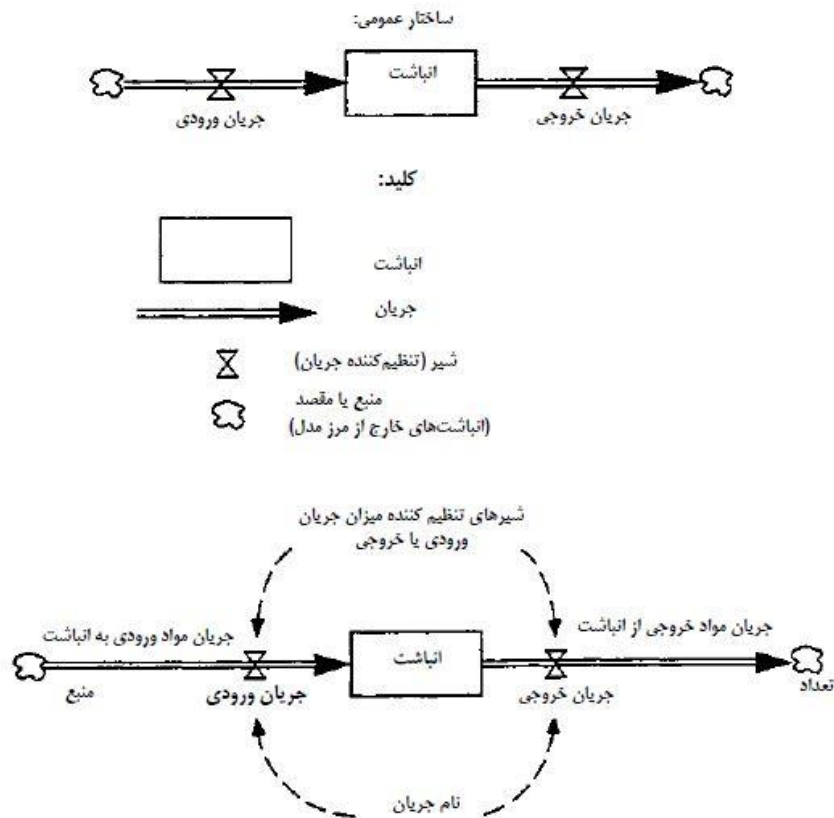 ساختار عمومی:
انباشت
جریان ورودی
جریان خروجی
کلید:
انباشت
جریان
شیر (تنظیم‌کننده جریان)
منبع یا مقصد
(انباشت‌های خارج از مرز مدل)
شیرهای تنظیم کننده میزان جریان
ورودی یا خروجی
جریان مواد خروجی از انباشت
جریان مواد ورودی به انباشت
انباشت
تعداد
جریان خروجی
جریان ورودی
منبع
نام جریان